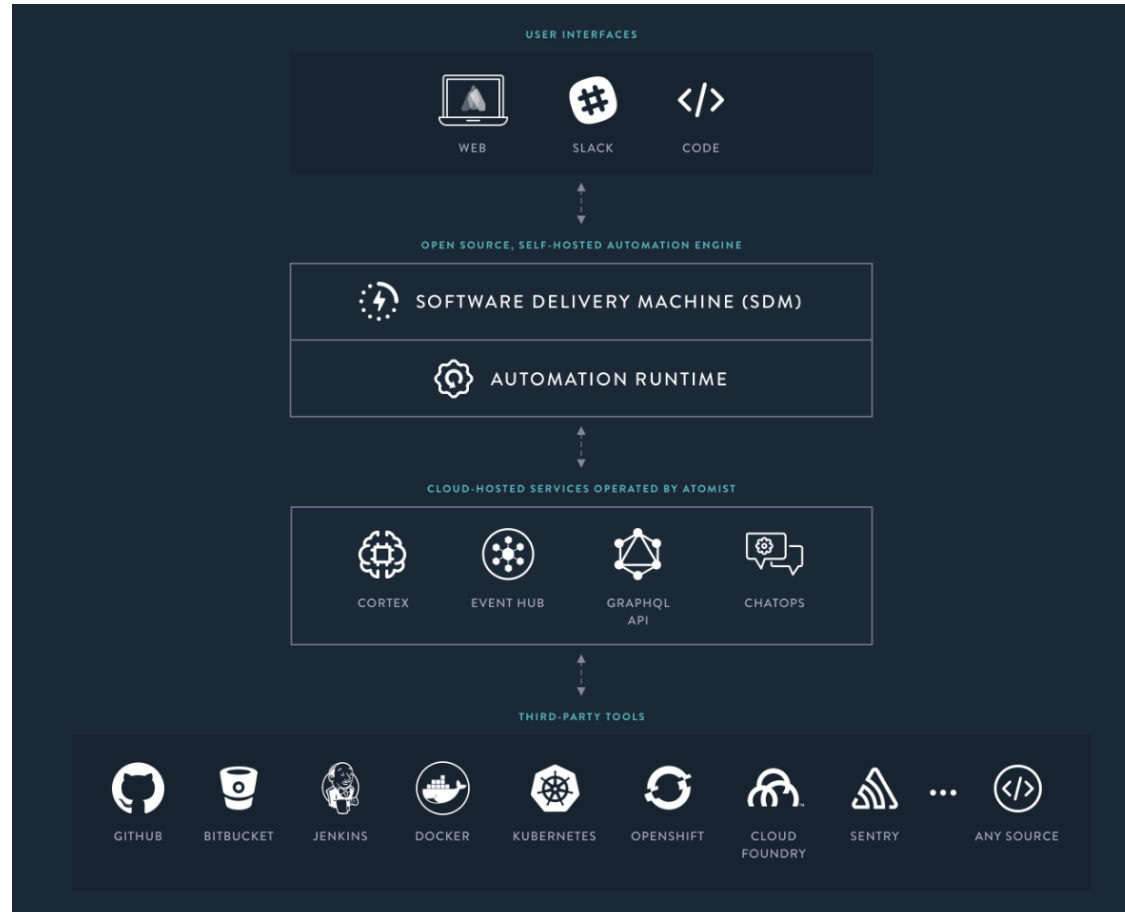 USER INTERFACES
WEB
SLACK
CODE
OPEN SOURCE, SELF-HOSTED AUTOMATION ENGINE
SOFTWARE DELIVERY MACHINE (SDM)
AUTOMATION RUNTIME
CLOUD-HOSTED SERVICES OPERATED BY ATOMIST
CORTEX
EVENT HUB
GRAPHQL
API
CHATOPS
THIRD-PARTY TOOLS
GITHUB
BITBUCKET
JENKINS
DOCKER
KUBERNETES
OPENSHIFT
CLOUD
FOUNDRY
SENTRY
...
ANY SOURCE